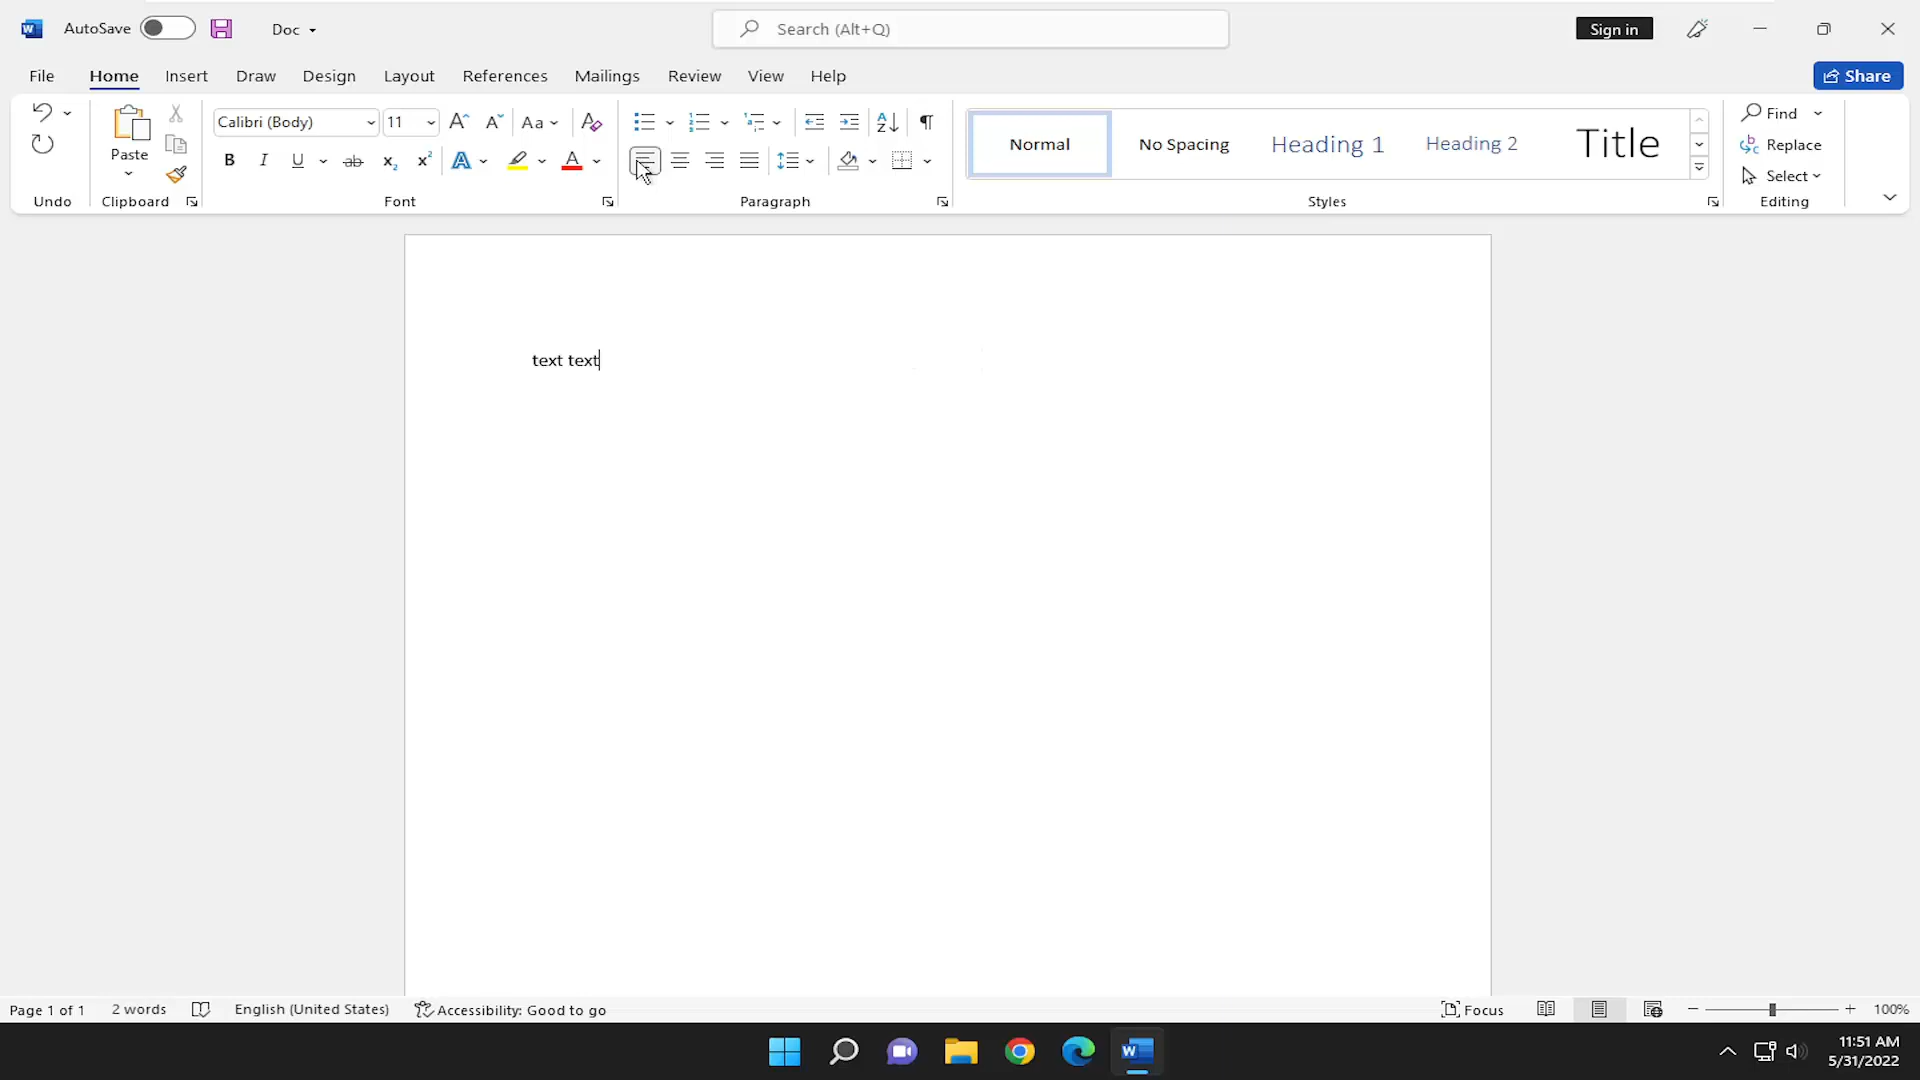 AutoSave
Doc
Search (Alt+Q)
Sign in
File Home Insert Draw Design Layout References Mailings Review View Help
Share
Calibri (Body) 11 Aa
Paste
B I U ab x2 x2 A A
A Z
Normal
No Spacing
Heading 1
Heading 2
Title
Find
Replace
Select
Undo Clipboard Font Paragraph Styles Editing
text text
Page 1 of 1 2 words English (United States) Accessibility: Good to go
Focus 100%
11:51 AM
5/31/2022